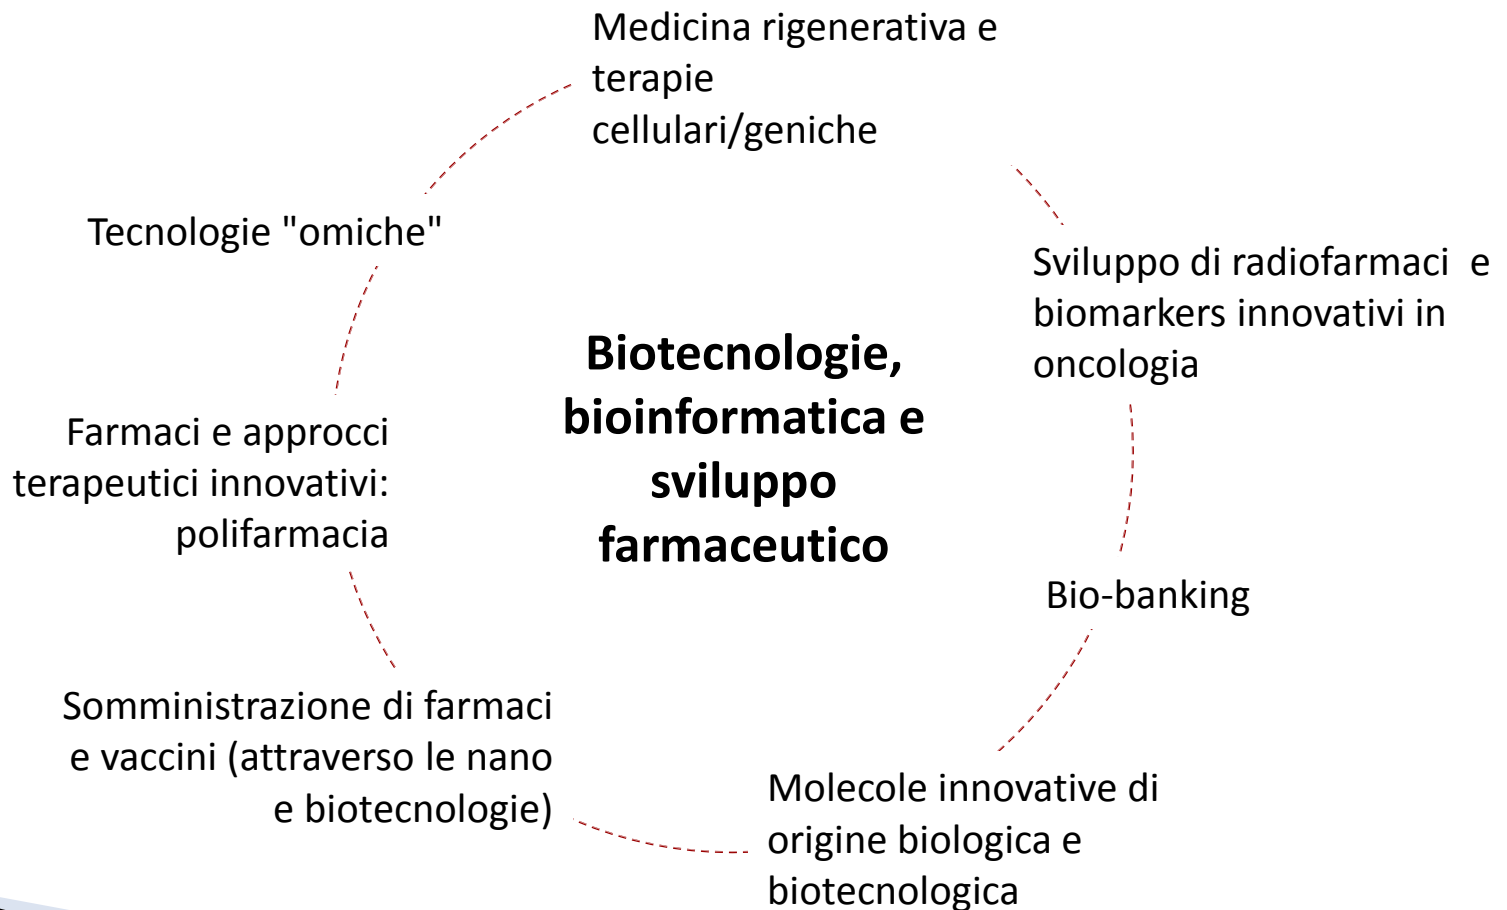 Medicina rigenerativa e
terapie
cellulari/geniche
Tecnologie "omiche"
Sviluppo di radiofarmaci  e
biomarkers innovativi in
oncologia
Biotecnologie,
bioinformatica e
sviluppo
farmaceutico
Farmaci e approcci
terapeutici innovativi:
polifarmacia
Bio-banking
Somministrazione di farmaci
e vaccini (attraverso le nano
e biotecnologie)
Molecole innovative di
origine biologica e
biotecnologica